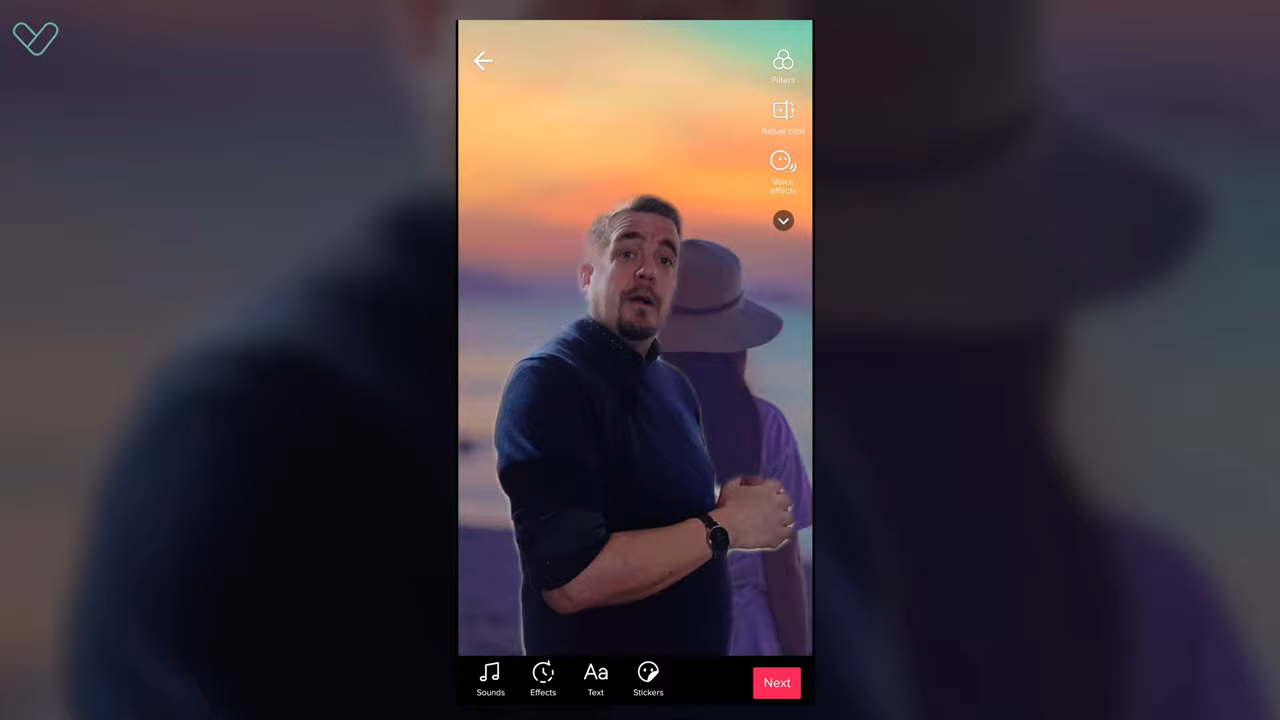 Filters
Adjust clips
Voice
effects
Sounds
Effects
Text
Aa
Stickers
Next